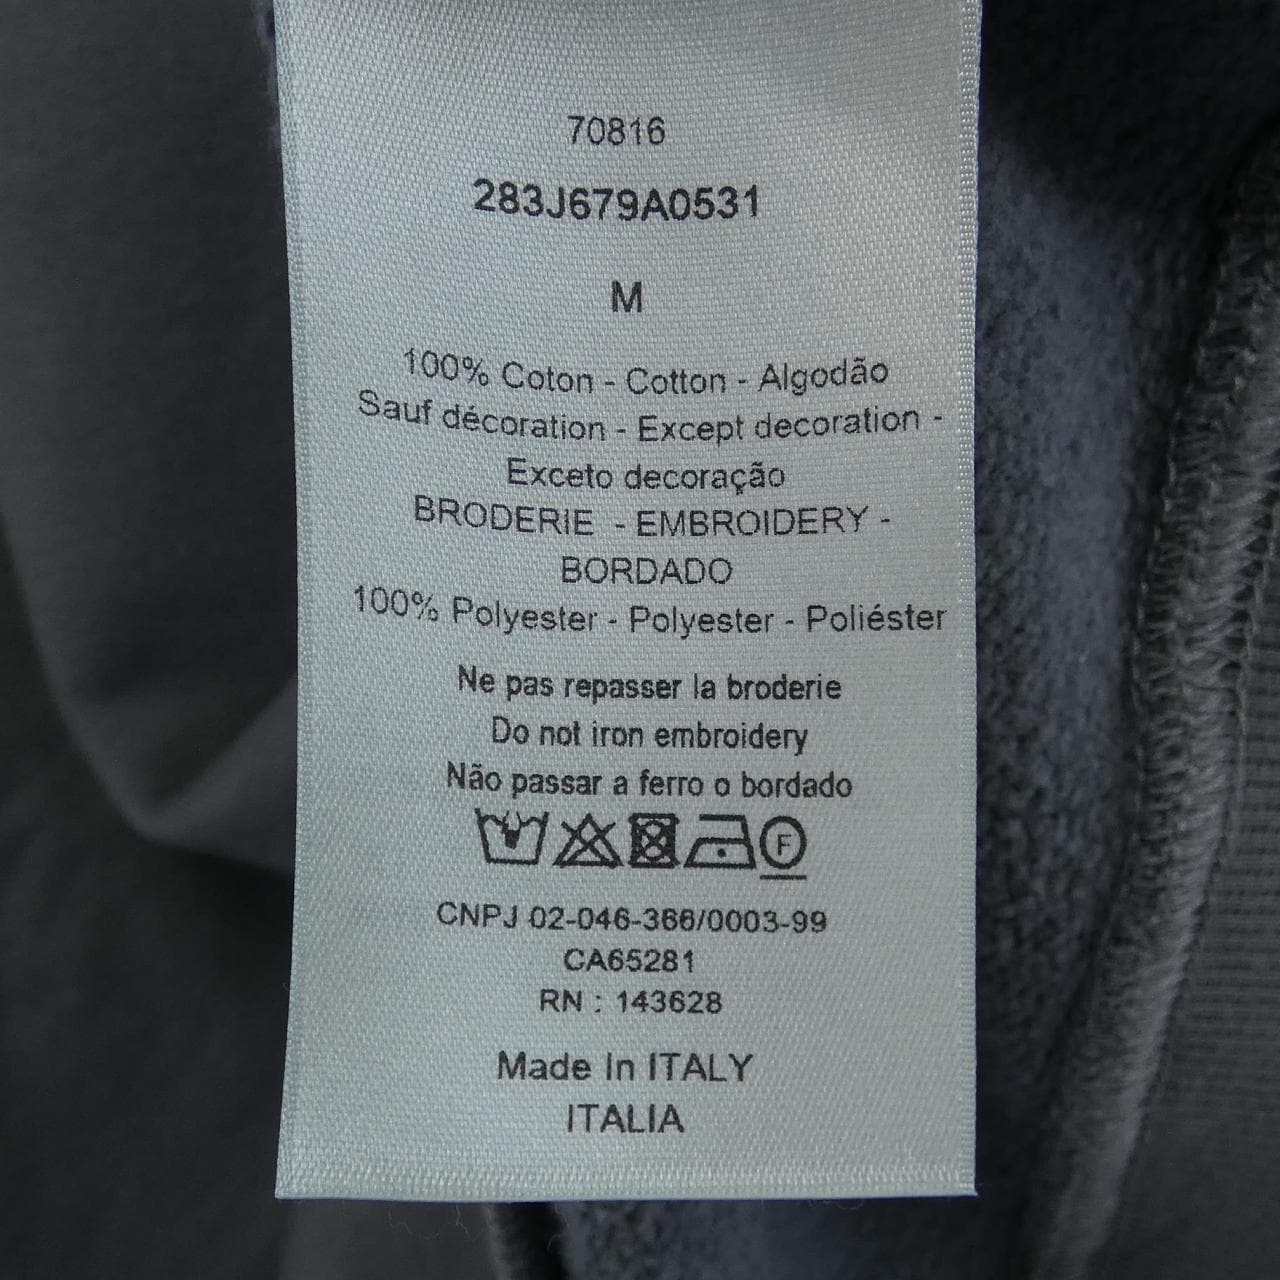 70816
283J679A0531
M
100% Coton - Cotton - Algodão
Sauf décoration - Except decoration -
Exceto decoração
BRODERIE - EMBROIDERY -
BORDADO
100% Polyester - Polyester - Poliéster
Ne pas repasser la broderie
Do not iron embroidery
Não passar a ferro o bordado
F
CNPJ 02-046-366/0003-99
CA65281
RN : 143628
Made In ITALY
ITALIA